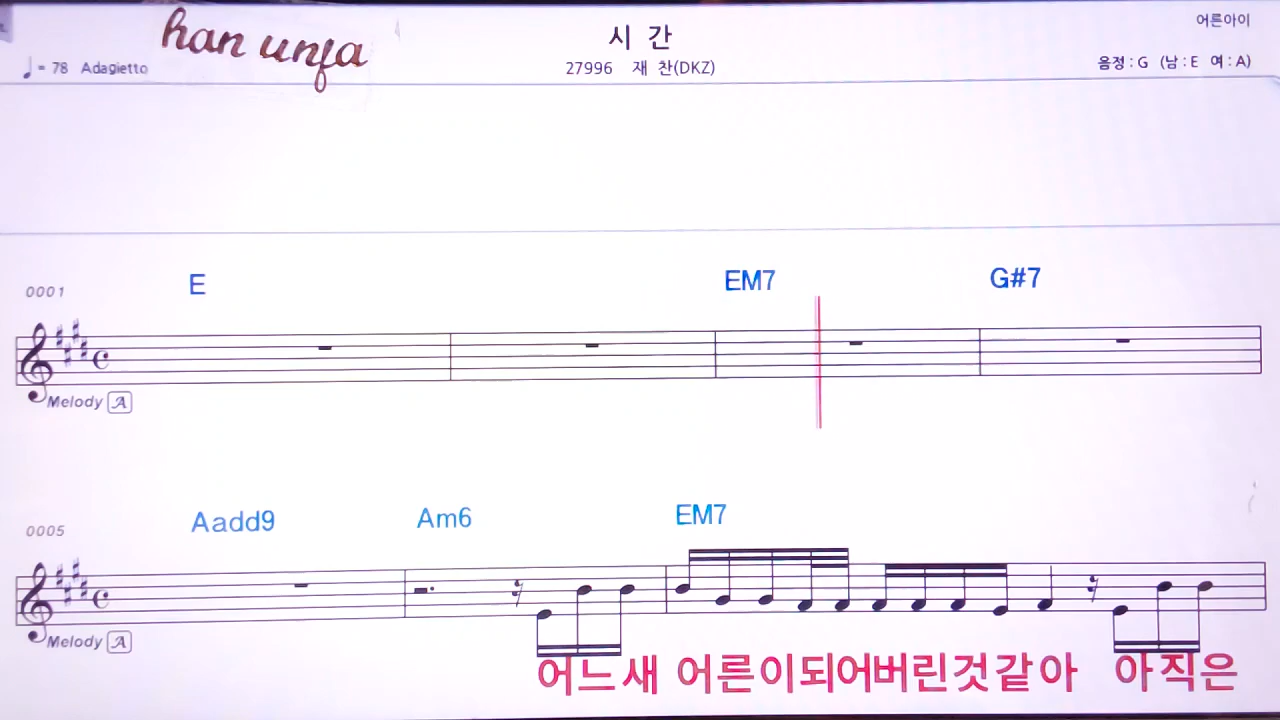 han unfa
시 간
어른아이
♩= 78 Adagietto
27996 재 찬(DKZ)
음정 : G (남 : E 여 : A)
E EM7 G#7
0001
Melody A
Aadd9 Am6 EM7
0005
Melody A
어느새 어른이되어버린것같아 아직은